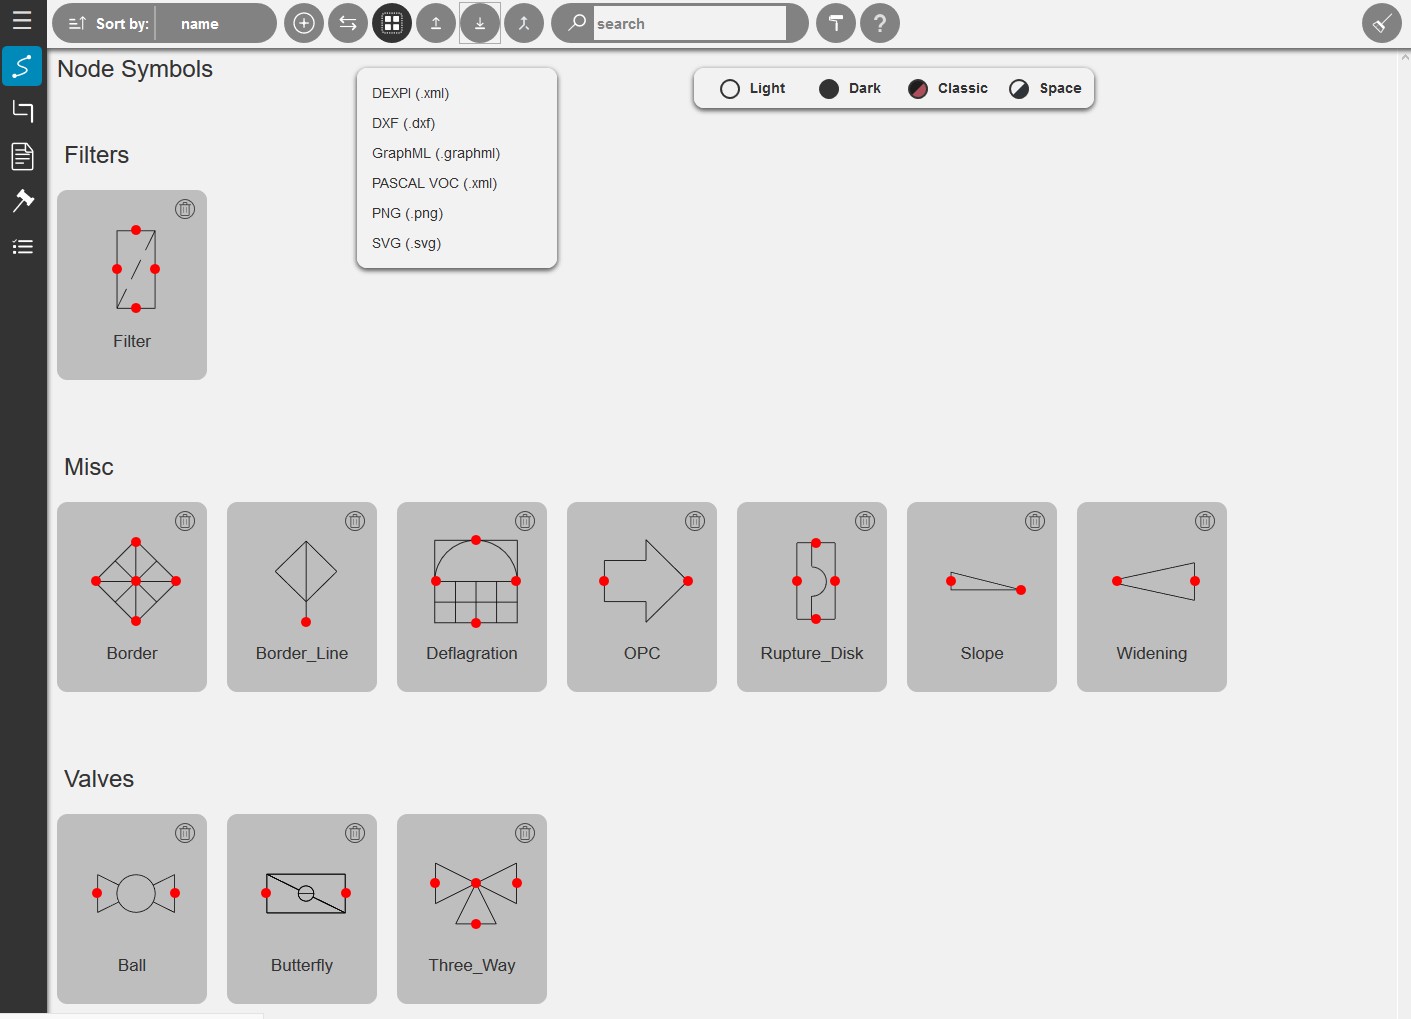 Sort by: name
search
?
Node Symbols
DEXPI (.xml)
DXF (.dxf)
GraphML (.graphml)
PASCAL VOC (.xml)
PNG (.png)
SVG (.svg)
Light Dark Classic Space
Filters
Filter
Misc
Border Border_Line Deflagration OPC Rupture_Disk Slope Widening
Valves
Ball Butterfly Three_Way